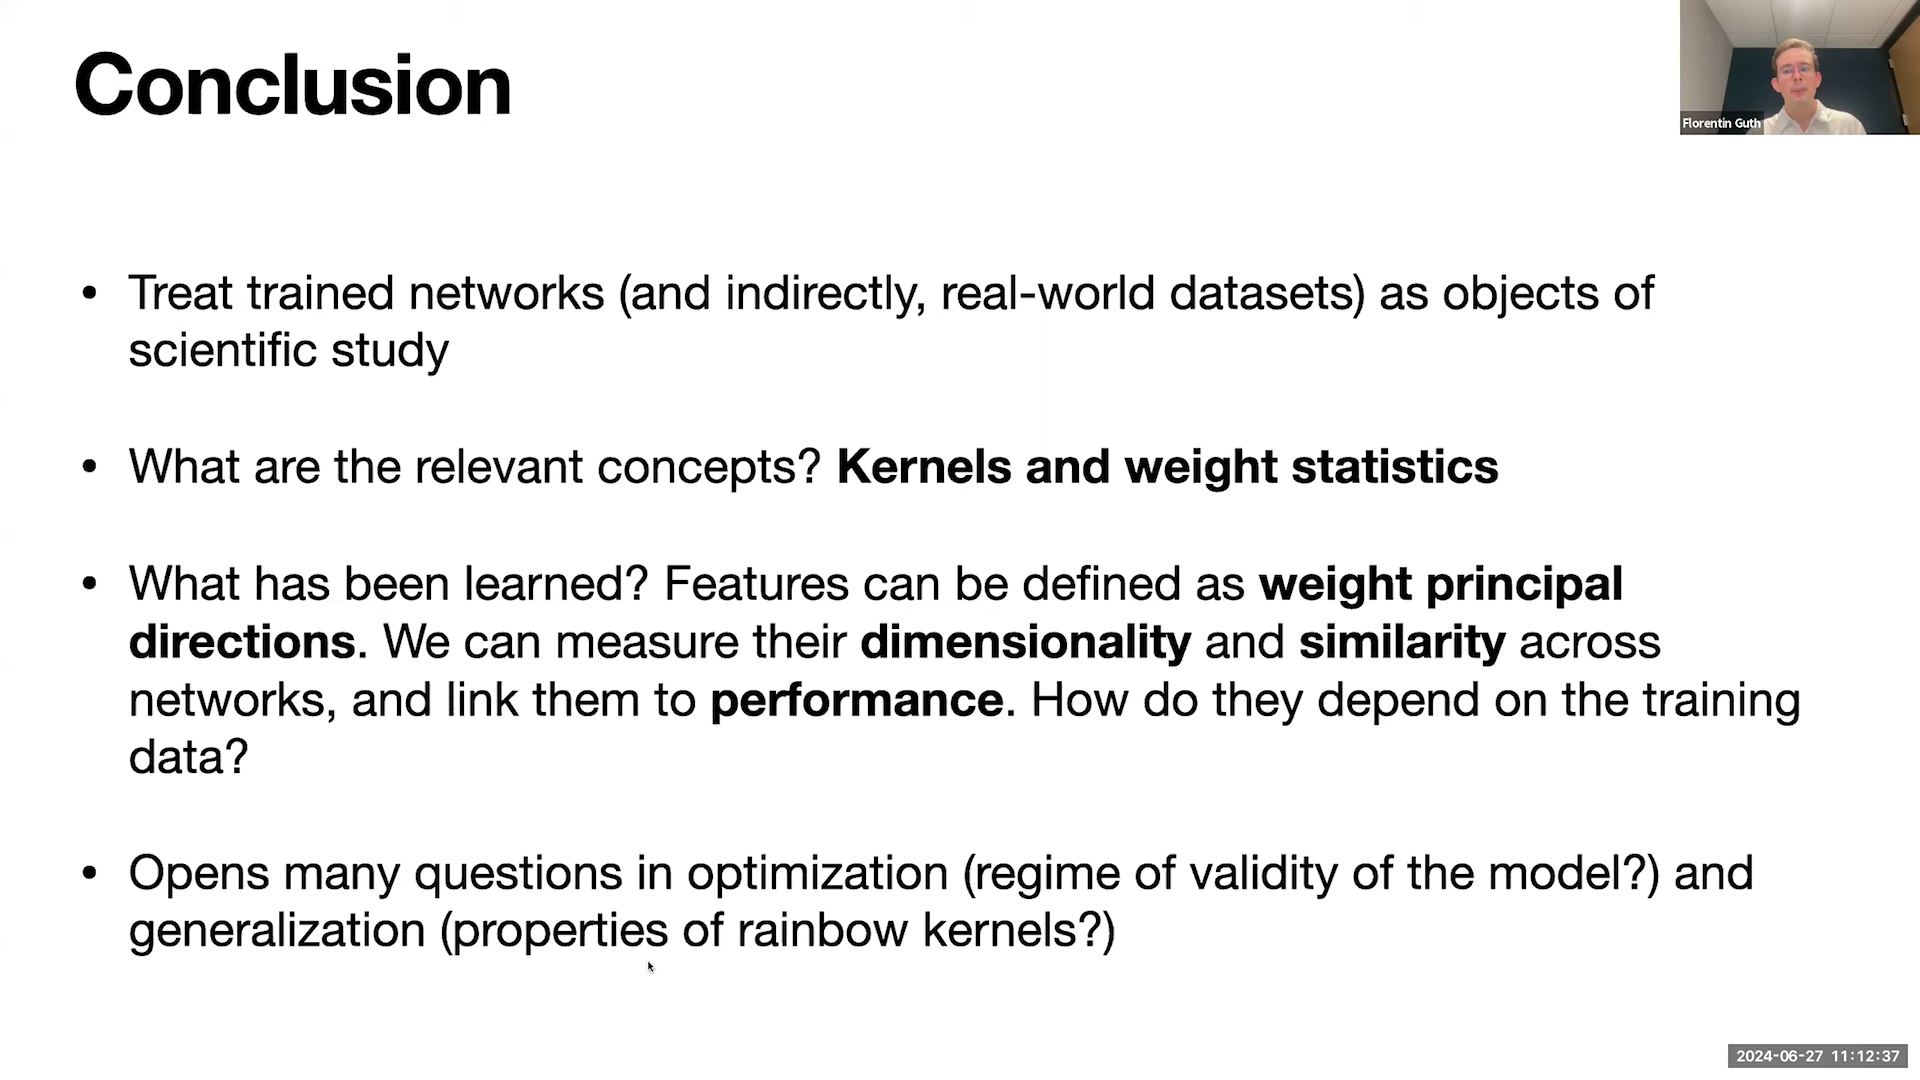 Conclusion
Florentin Guth
• Treat trained networks (and indirectly, real-world datasets) as objects of
scientific study
• What are the relevant concepts? Kernels and weight statistics
• What has been learned? Features can be defined as weight principal
directions. We can measure their dimensionality and similarity across
networks, and link them to performance. How do they depend on the training
data?
• Opens many questions in optimization (regime of validity of the model?) and
generalization (properties of rainbow kernels?)
2024-06-27 11:12:37